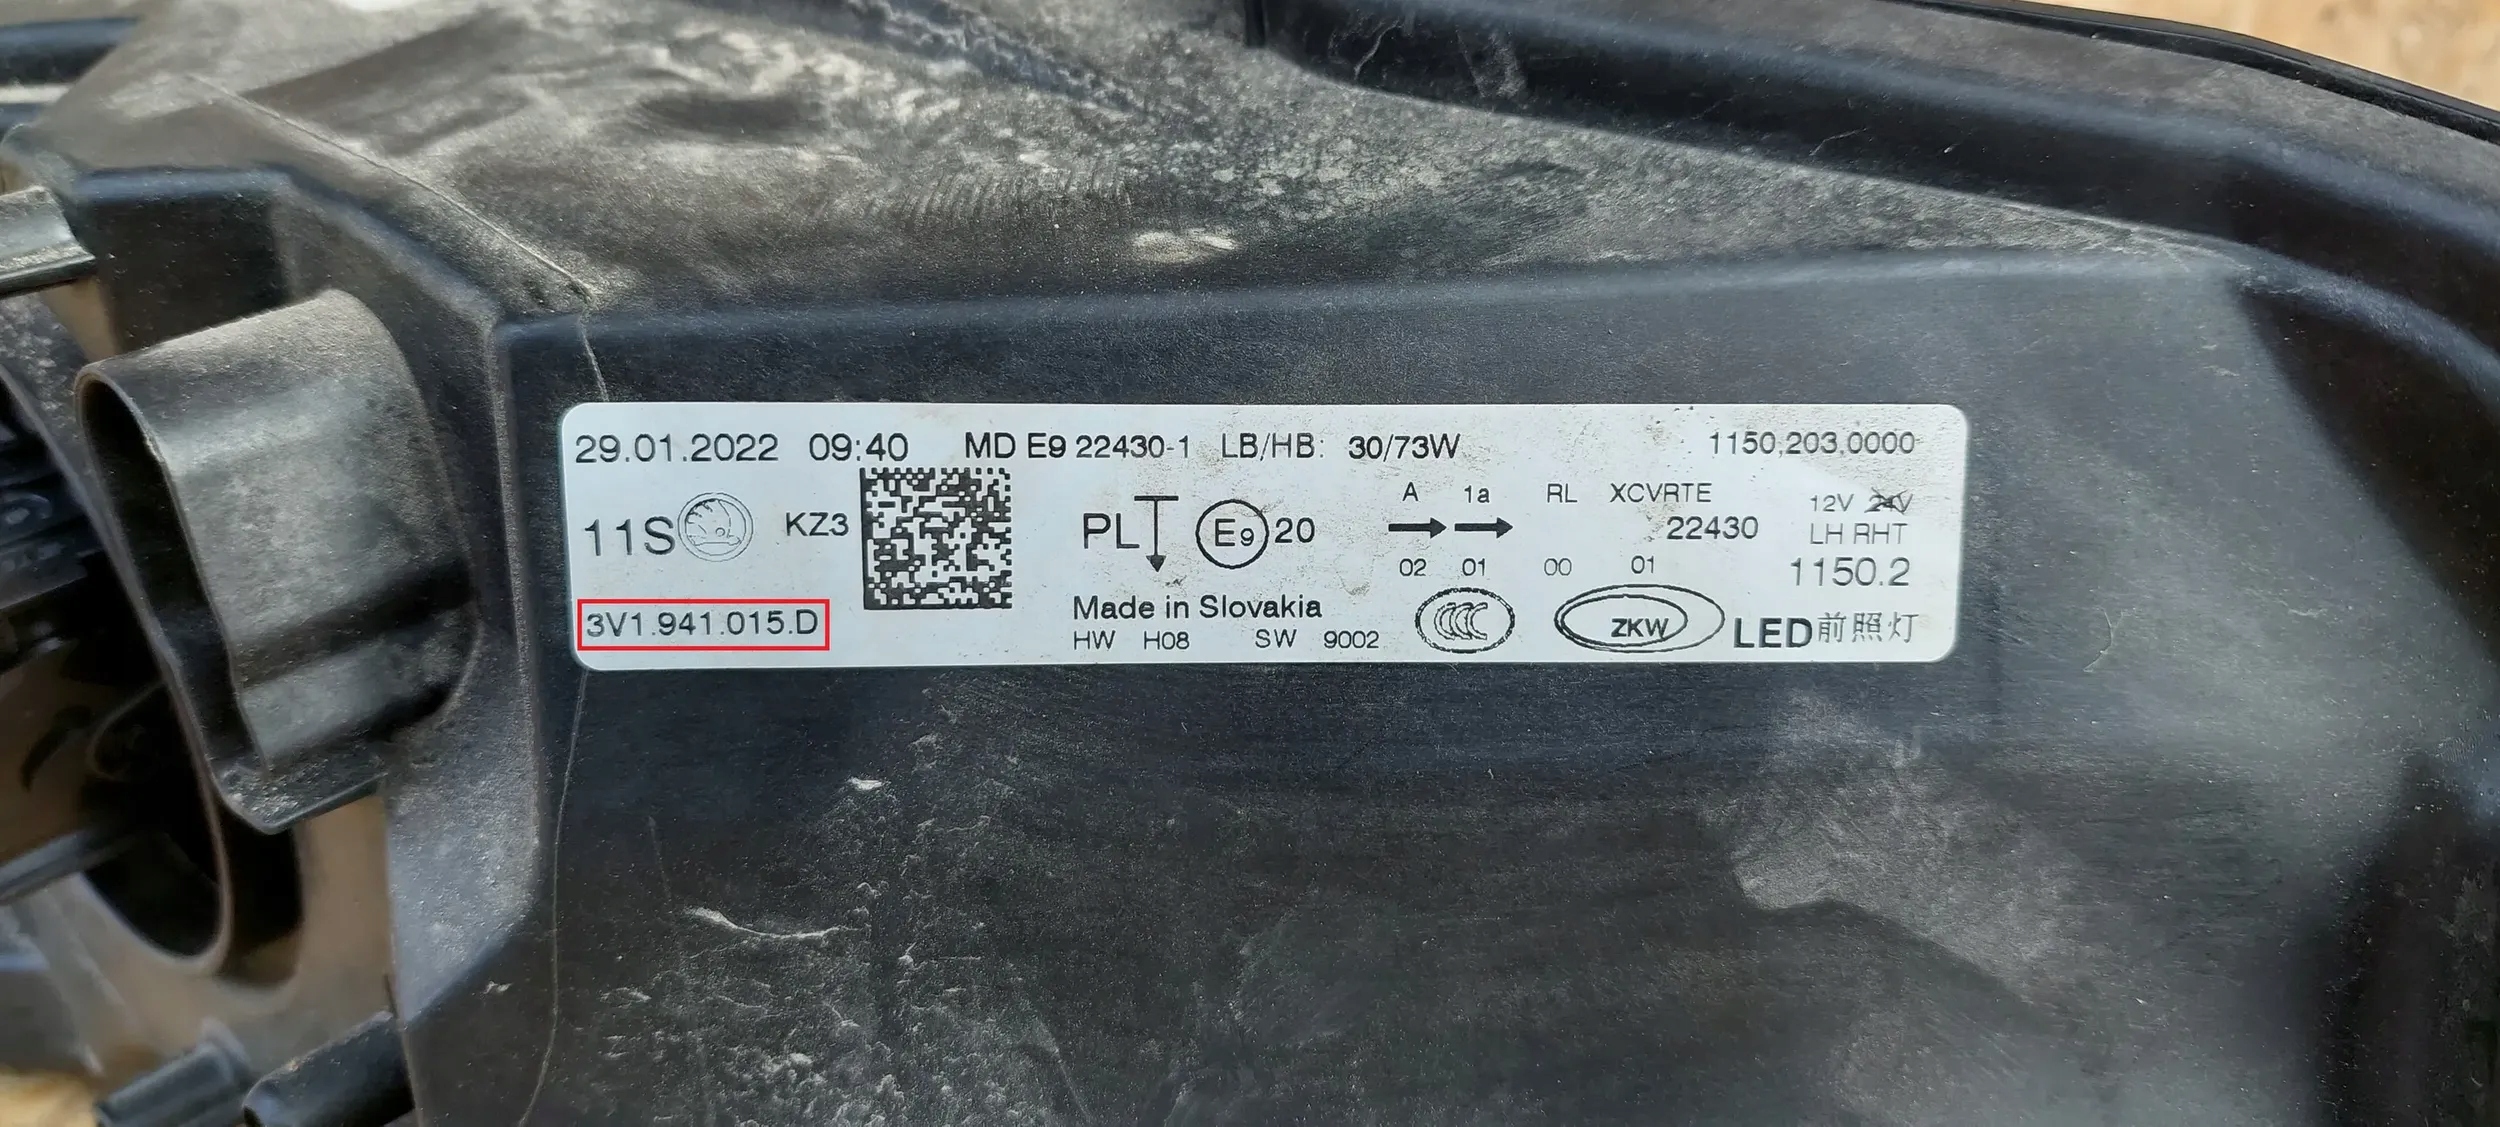 29.01.2022 09:40 MD E9 22430-1 LB/HB: 30/73W 1150.203.0000
A 1a RL XCVRTE 12V 24V
11S KZ3 PL E9 20 22430 LH RHT
02 01 00 01 1150.2
3V1.941.015.D Made in Slovakia CCC ZKW LED前照灯
HW H08 SW 9002